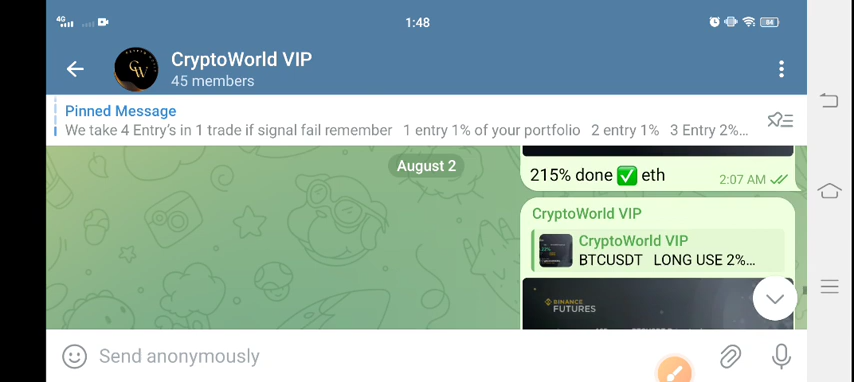 4G
1:48
84
CryptoWorld VIP
45 members
Pinned Message
We take 4 Entry's in 1 trade if signal fail remember 1 entry 1% of your portfolio 2 entry 1% 3 Entry 2%...
August 2
215% done ✅ eth
2:07 AM
CryptoWorld VIP
CryptoWorld VIP
BTCUSDT LONG USE 2%...
BINANCE
FUTURES
Send anonymously